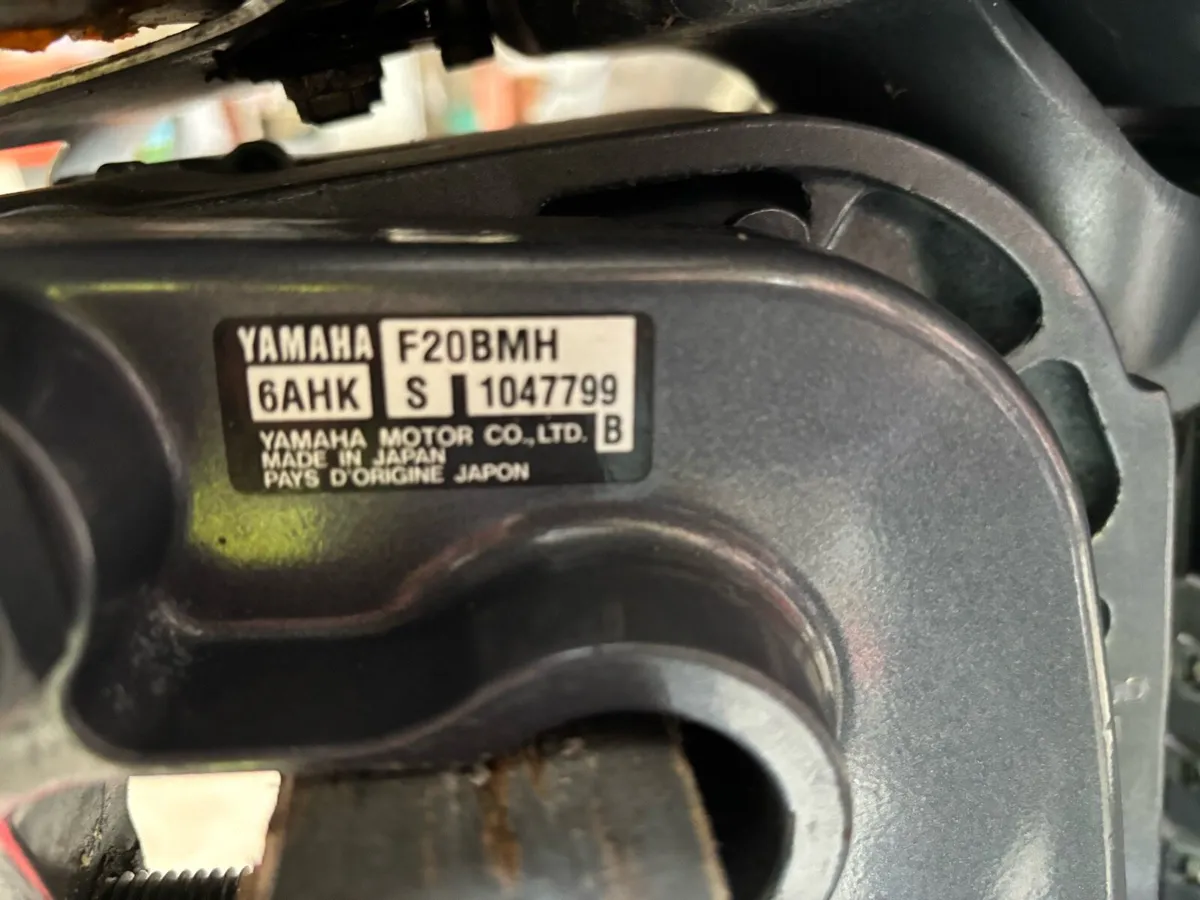 YAMAHA F20BMH
6AHK S 1047799
B
YAMAHA MOTOR CO.,LTD.
MADE IN JAPAN
PAYS D'ORIGINE JAPON